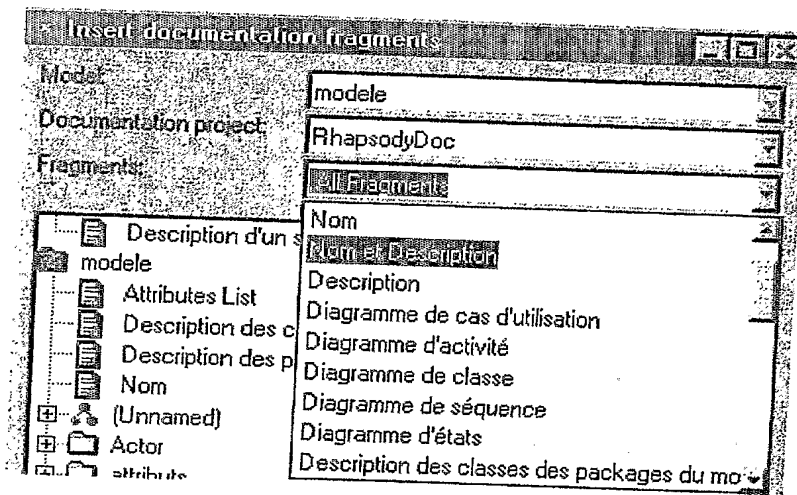 Insert documentation fragments
Model:
modele
Documentation project:
RhapsodyDoc
Fragments:
All Fragments
Description d'un s
modele
Attributes List
Description des c
Description des p
Nom
(Unnamed)
Actor
attributs
Nom
Nom et Description
Description
Diagramme de cas d'utilisation
Diagramme d'activité
Diagramme de classe
Diagramme de séquence
Diagramme d'états
Description des classes des packages du mo